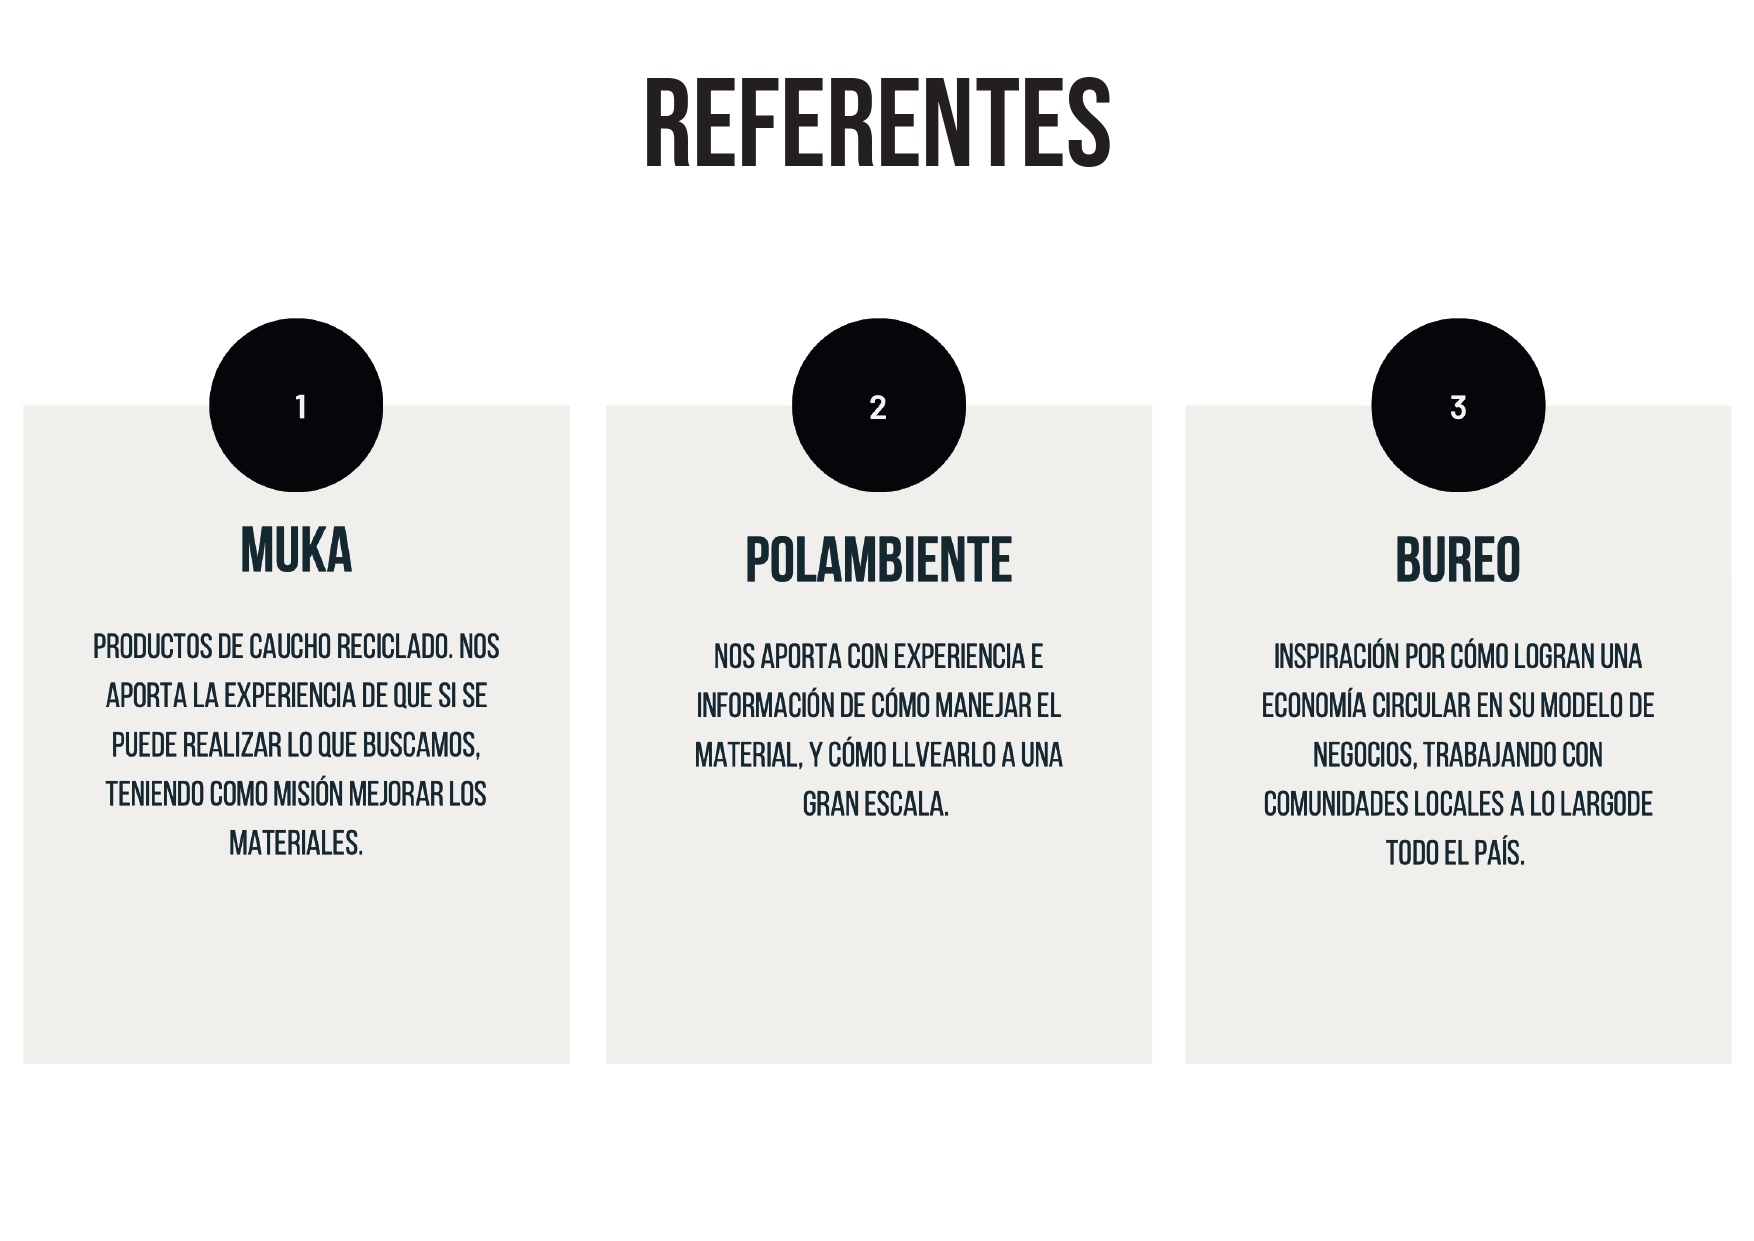 REFERENTES
1
MUKA
PRODUCTOS DE CAUCHO RECICLADO. NOS
APORTA LA EXPERIENCIA DE QUE SI SE
PUEDE REALIZAR LO QUE BUSCAMOS,
TENIENDO COMO MISIÓN MEJORAR LOS
MATERIALES.
2
POLAMBIENTE
NOS APORTA CON EXPERIENCIA E
INFORMACIÓN DE CÓMO MANEJAR EL
MATERIAL, Y CÓMO LLVEARLO A UNA
GRAN ESCALA.
3
BUREO
INSPIRACIÓN POR CÓMO LOGRAN UNA
ECONOMÍA CIRCULAR EN SU MODELO DE
NEGOCIOS, TRABAJANDO CON
COMUNIDADES LOCALES A LO LARGODE
TODO EL PAÍS.